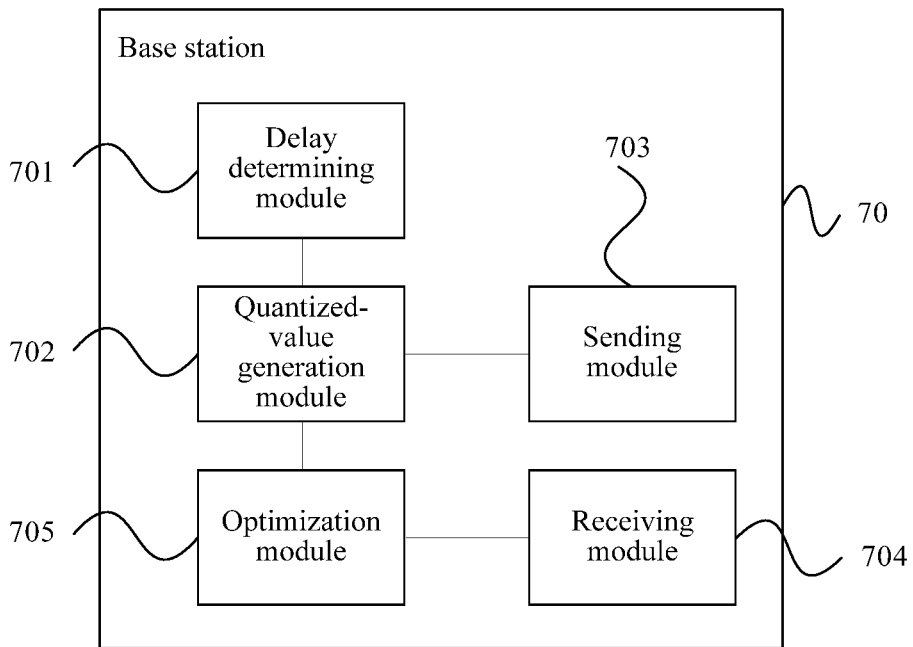 Base station
Delay
determining
module
701
703
70
Quantized-
value
generation
module
702
Sending
module
705
Optimization
module
Receiving
module
704